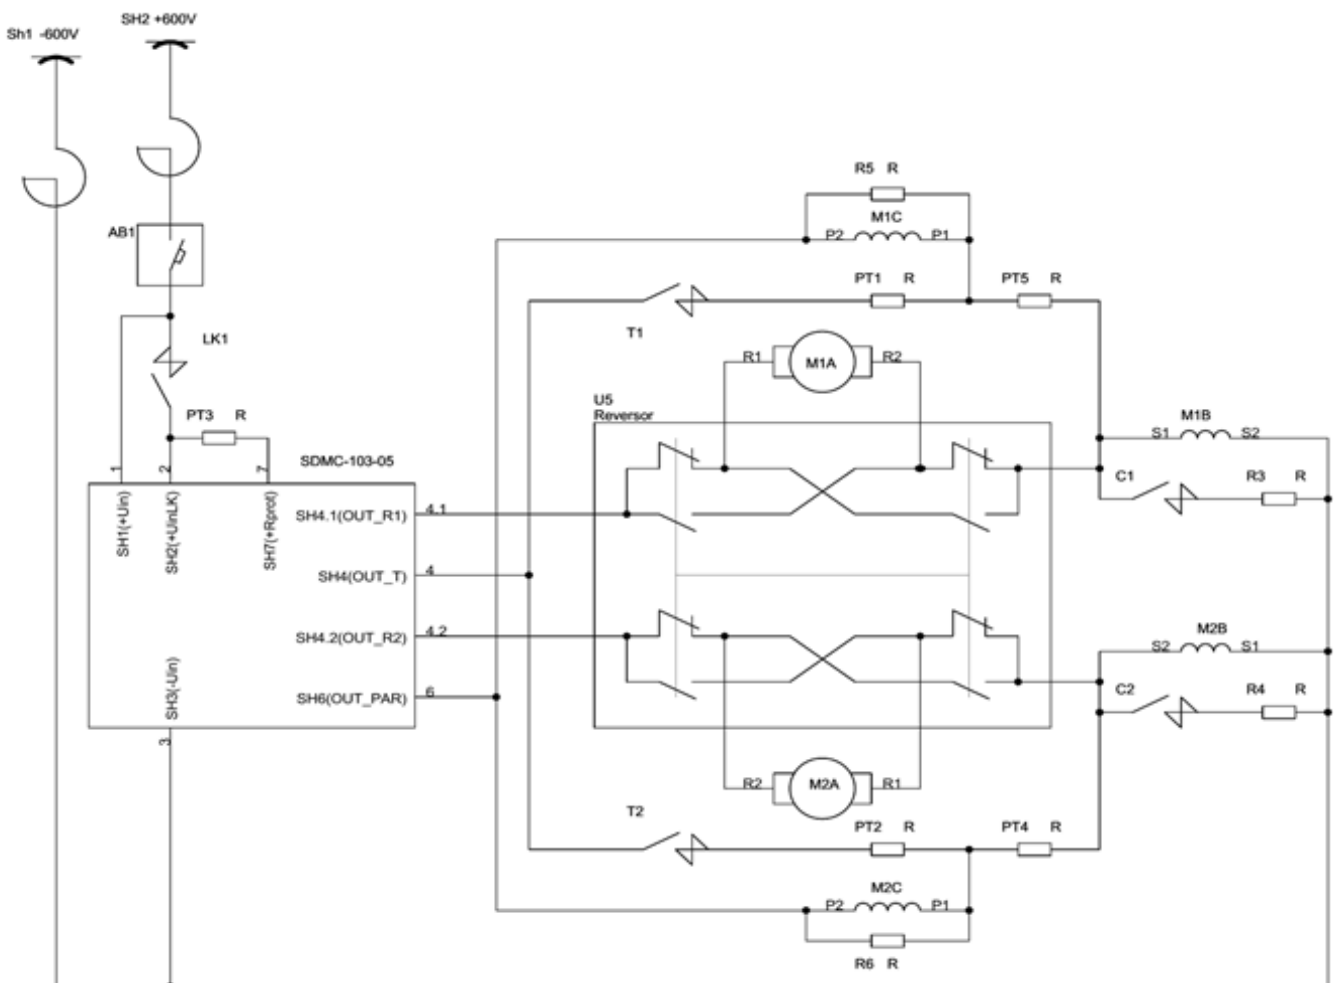 SH2 +600V
Sh1 -600V
R5 R
M1C
AB1
P2 P1
PT1 R PT5 R
LK1
T1
R1 M1A R2
U5
Reversor
PT3 R
M1B
S1 S2
SDMC-103-05
1 2 7
C1 R3 R
SH1(+Uin)
SH2(+UinLK)
SH7(+Rprot)
SH4.1(OUT_R1) 4.1
SH4(OUT_T) 4
SH4.2(OUT_R2) 4.2
M2B
S2 S1
SH3(-Uin)
SH6(OUT_PAR) 6
C2 R4 R
3
R2 M2A R1
T2
PT2 R PT4 R
M2C
P2 P1
R6 R